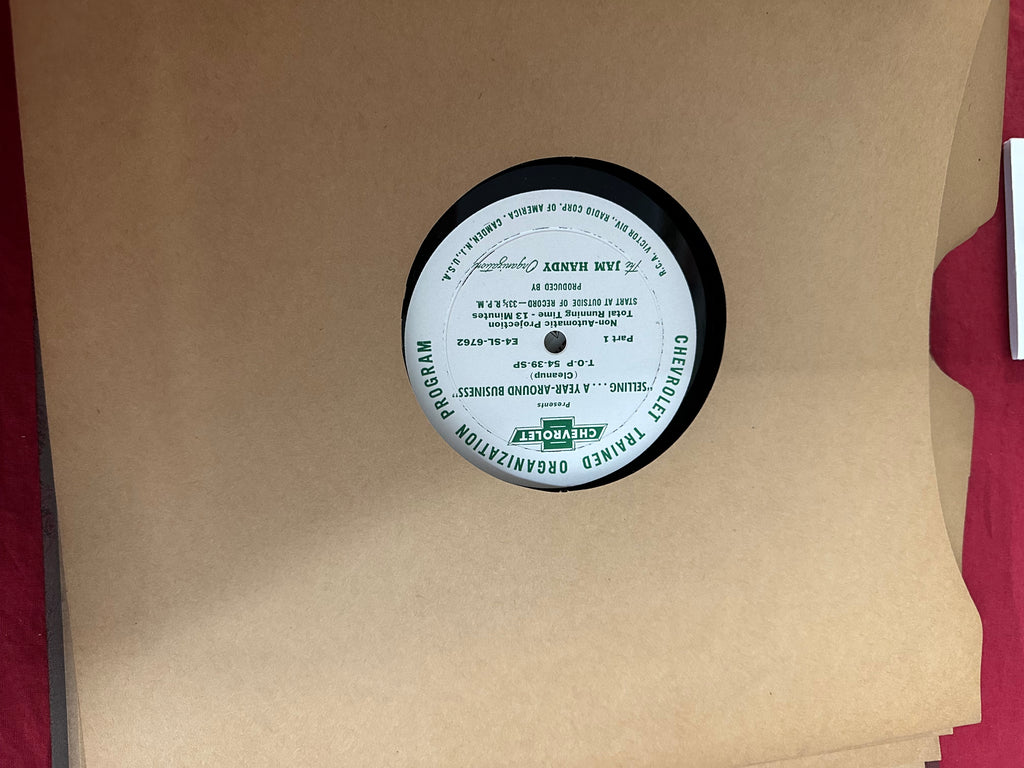 CHEVROLET TRAINED ORGANIZATION PROGRAM
CHEVROLET
Presents
"SELLING . . . A YEAR-AROUND BUSINESS"
(Cleanup)
T-O-P 54-39-SP
Part 1 E4-SL-6762
Non-Automatic Projection
Total Running Time - 13 Minutes
START AT OUTSIDE OF RECORD — 33⅓ R.P.M.
PRODUCED BY
The JAM HANDY Organization
R.C.A. VICTOR DIV., RADIO CORP. OF AMERICA. CAMDEN, N.J., U.S.A.